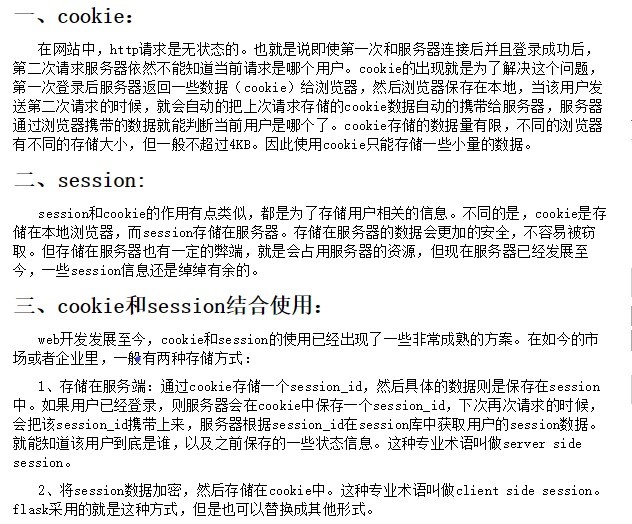 一、cookie：
在网站中，http请求是无状态的。也就是说即使第一次和服务器连接后并且登录成功后，
第二次请求服务器依然不能知道当前请求是哪个用户。cookie的出现就是为了解决这个问题，
第一次登录后服务器返回一些数据（cookie）给浏览器，然后浏览器保存在本地，当该用户发
送第二次请求的时候，就会自动的把上次请求存储的cookie数据自动的携带给服务器，服务器
通过浏览器携带的数据就能判断当前用户是哪个了。cookie存储的数据量有限，不同的浏览器
有不同的存储大小，但一般不超过4KB。因此使用cookie只能存储一些小量的数据。
二、session:
session和cookie的作用有点类似，都是为了存储用户相关的信息。不同的是，cookie是存
储在本地浏览器，而session存储在服务器。存储在服务器的数据会更加的安全，不容易被窃
取。但存储在服务器也有一定的弊端，就是会占用服务器的资源，但现在服务器已经发展至
今，一些session信息还是绰绰有余的。
三、cookie和session结合使用：
web开发发展至今，cookie和session的使用已经出现了一些非常成熟的方案。在如今的市
场或者企业里，一般有两种存储方式：
1、存储在服务端：通过cookie存储一个session_id，然后具体的数据则是保存在session
中。如果用户已经登录，则服务器会在cookie中保存一个session_id，下次再次请求的时候，
会把该session_id携带上来，服务器根据session_id在session库中获取用户的session数据。
就能知道该用户到底是谁，以及之前保存的一些状态信息。这种专业术语叫做server side
session。
2、将session数据加密，然后存储在cookie中。这种专业术语叫做client side session。
flask采用的就是这种方式，但是也可以替换成其他形式。